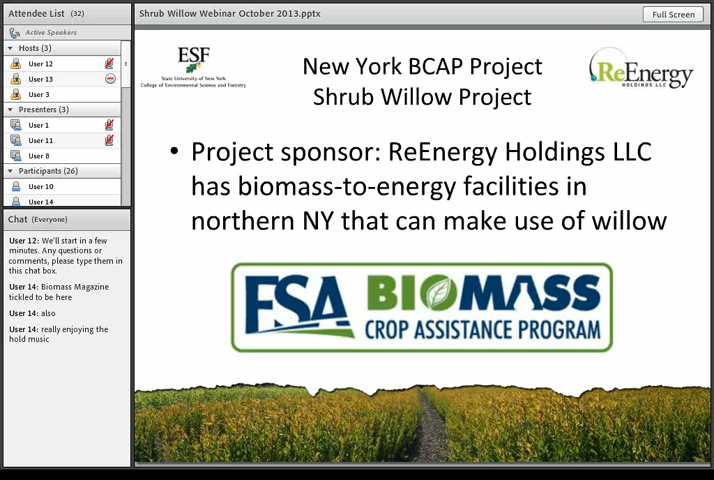 Attendee List (32)
Active Speakers
Hosts (3)
User 12
User 13
User 3
Presenters (3)
User 1
User 11
User 8
Participants (26)
User 10
User 14
Chat (Everyone)
User 12: We'll start in a few
minutes. Any questions or
comments, please type them in
this chat box.
User 14: Biomass Magazine
tickled to be here
User 14: also
User 14: really enjoying the
hold music
Shrub Willow Webinar October 2013.pptx
Full Screen
ESF
State University of New York
College of Environmental Science and Forestry
New York BCAP Project
Shrub Willow Project
ReEnergy
HOLDINGS LLC
• Project sponsor: ReEnergy Holdings LLC
has biomass-to-energy facilities in
northern NY that can make use of willow
FSA BIOMASS
CROP ASSISTANCE PROGRAM